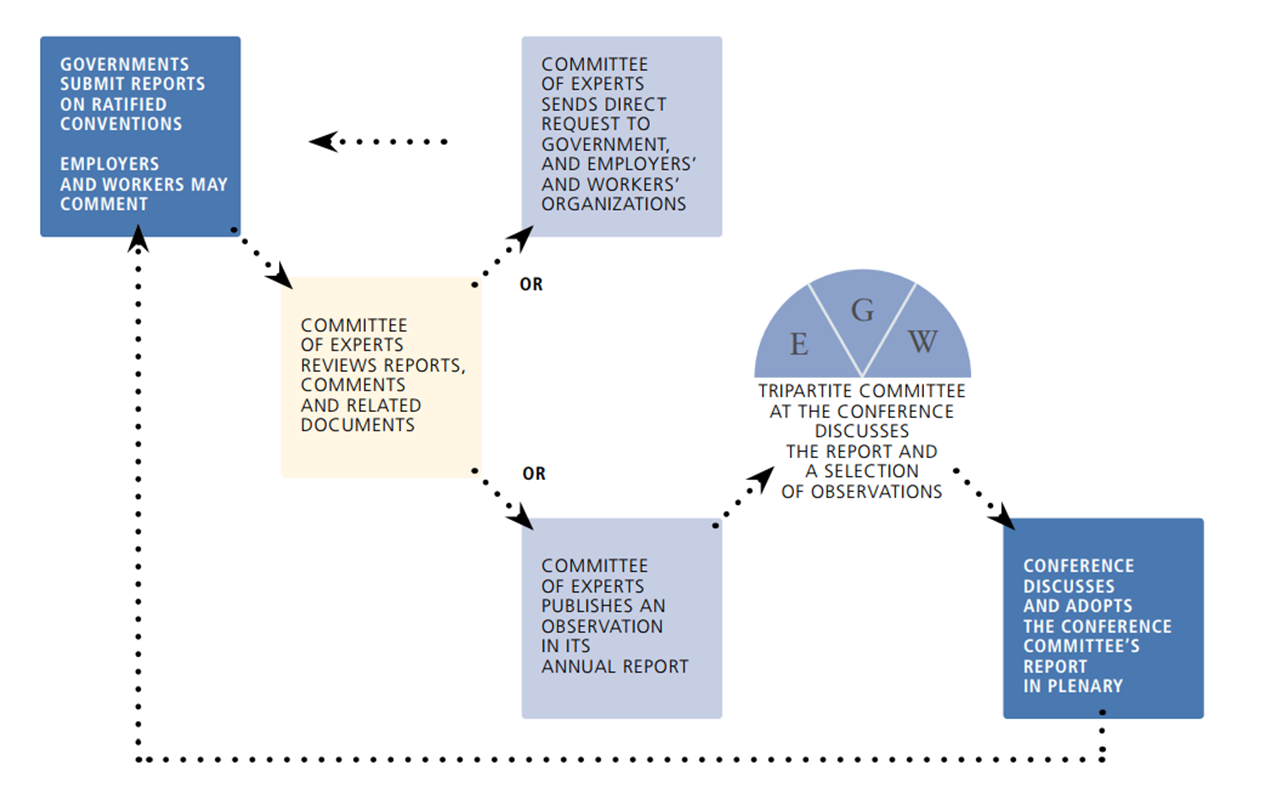 GOVERNMENTS
SUBMIT REPORTS
ON RATIFIED
CONVENTIONS
EMPLOYERS
AND WORKERS MAY
COMMENT
COMMITTEE
OF EXPERTS
SENDS DIRECT
REQUEST TO
GOVERNMENT,
AND EMPLOYERS’
AND WORKERS’
ORGANIZATIONS
OR
COMMITTEE
OF EXPERTS
REVIEWS REPORTS,
COMMENTS
AND RELATED
DOCUMENTS
OR
COMMITTEE
OF EXPERTS
PUBLISHES AN
OBSERVATION
IN ITS
ANNUAL REPORT
E G W
TRIPARTITE COMMITTEE
AT THE CONFERENCE
DISCUSSES
THE REPORT AND
A SELECTION
OF OBSERVATIONS
CONFERENCE
DISCUSSES
AND ADOPTS
THE CONFERENCE
COMMITTEE’S
REPORT
IN PLENARY